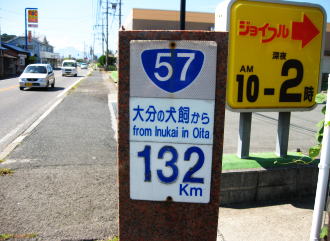 57
大分の犬飼から
from Inukai in Oita
132
Km
ジョイフル
深夜
AM
10-2時